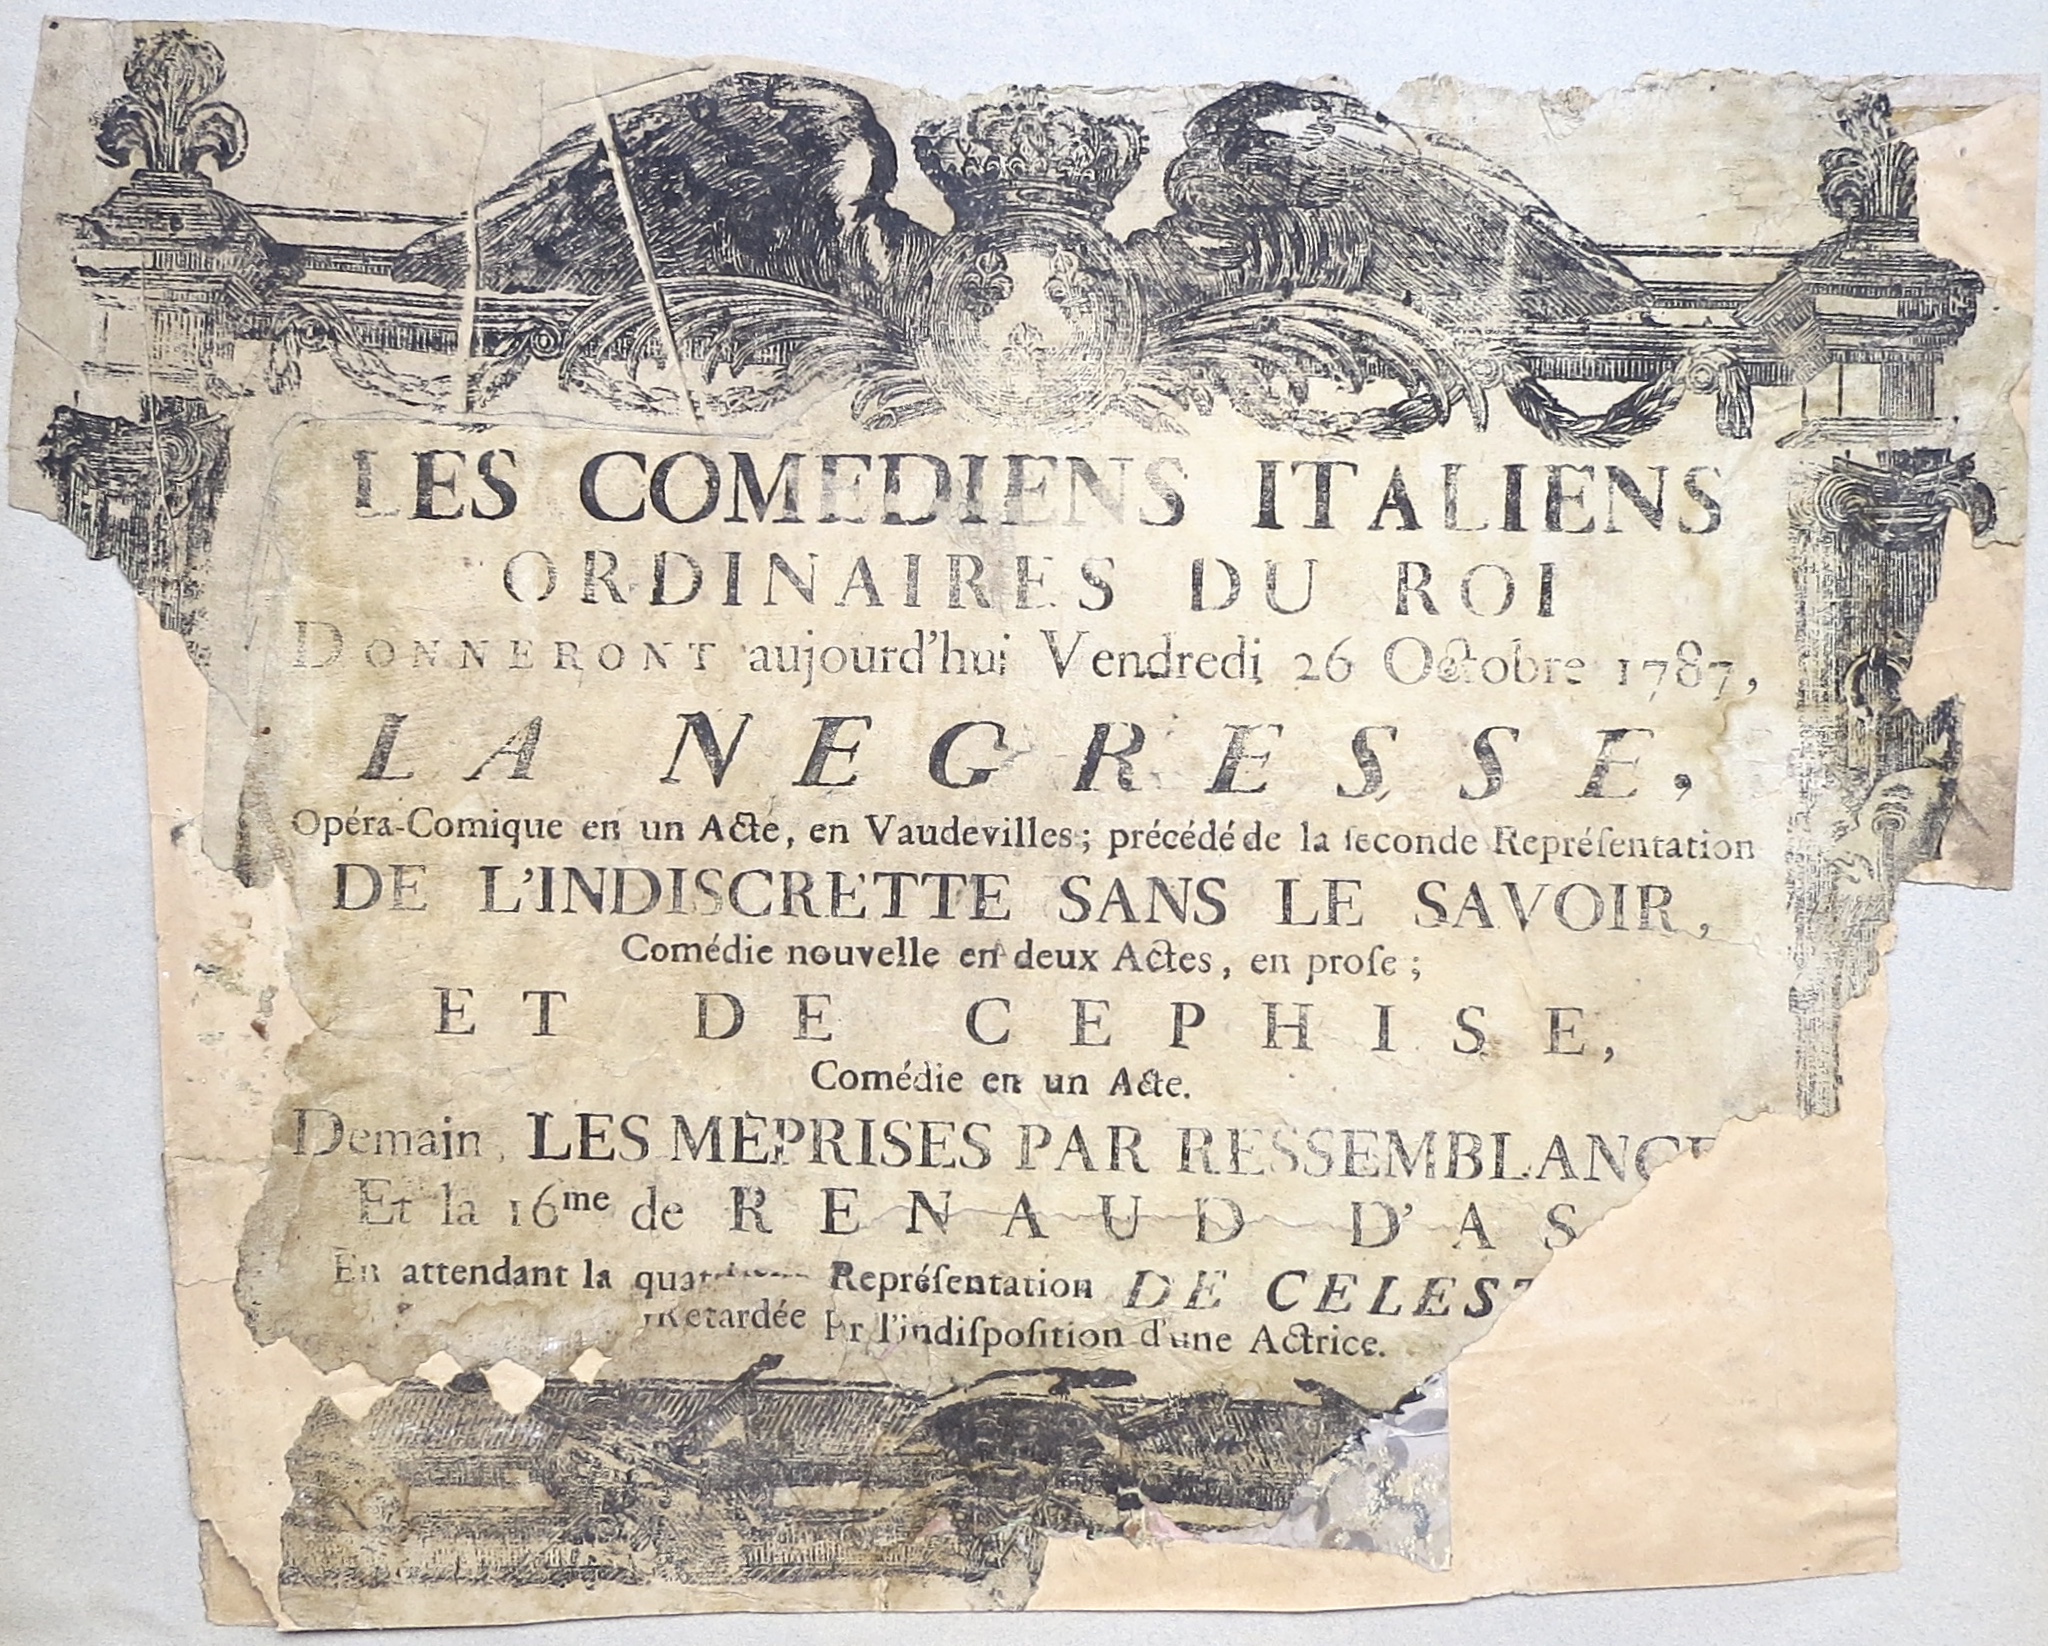 LES COMEDIENS ITALIENS
ORDINAIRES DU ROI
DONNERONT aujourd'hui Vendredi 26 Octobre 1787,
LA NEGRESSE,
Opéra-Comique en un Acte, en Vaudevilles; précédé de la ſeconde Repréſentation
DE L'INDISCRETTE SANS LE SAVOIR,
Comédie nouvelle en deux Actes, en proſe;
ET DE CEPHISE,
Comédie en un Acte.
Demain, LES MÉPRISES PAR RESSEMBLANCE
Et la 16me de RENAUD D'AS
En attendant la Repréſentation DE CELEST
Retardée l'indiſpoſition d'une Actrice.